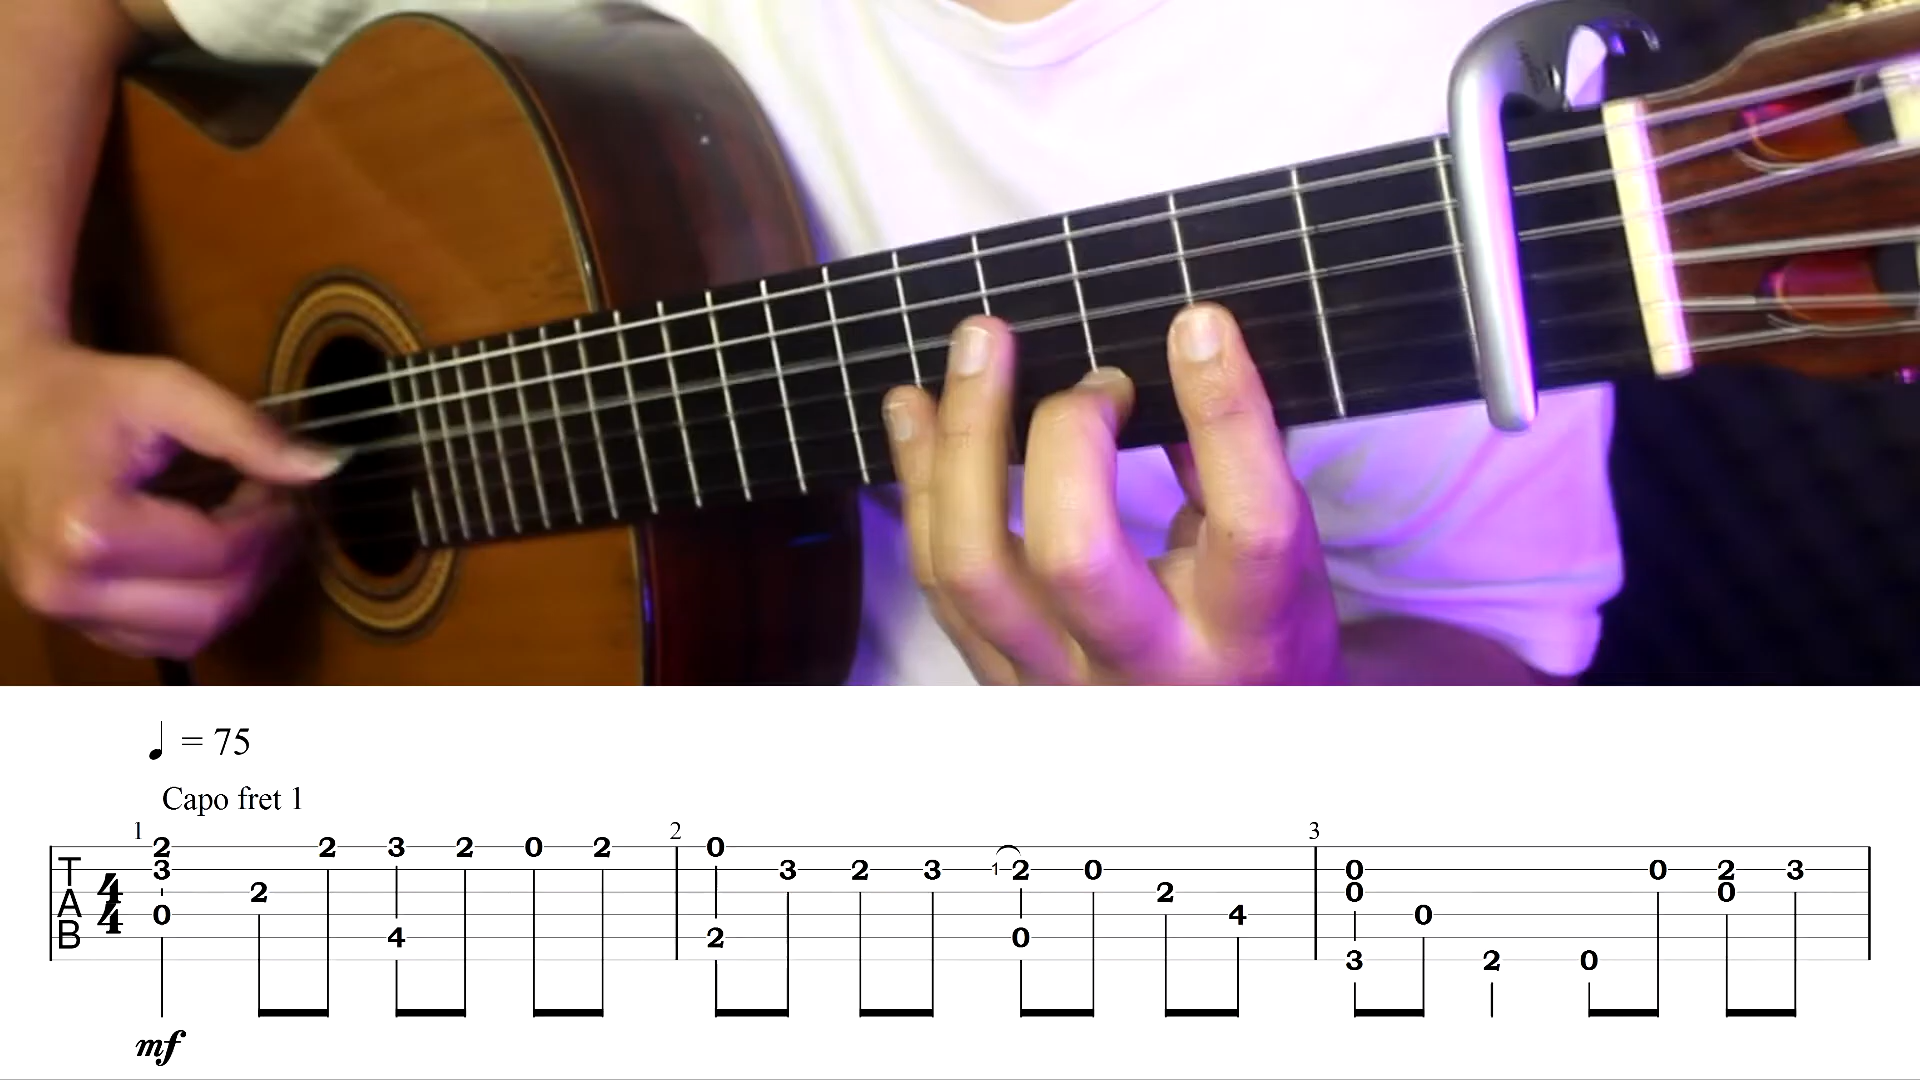 ♩ = 75
Capo fret 1
1 2 3
2 2 3 2 0 2 0 
3 3 2 3 1 2 0 0 0 2 3
T 4 2 2 0 0
A 4 0 4 0
B 4 2 0
3 2 0
mf